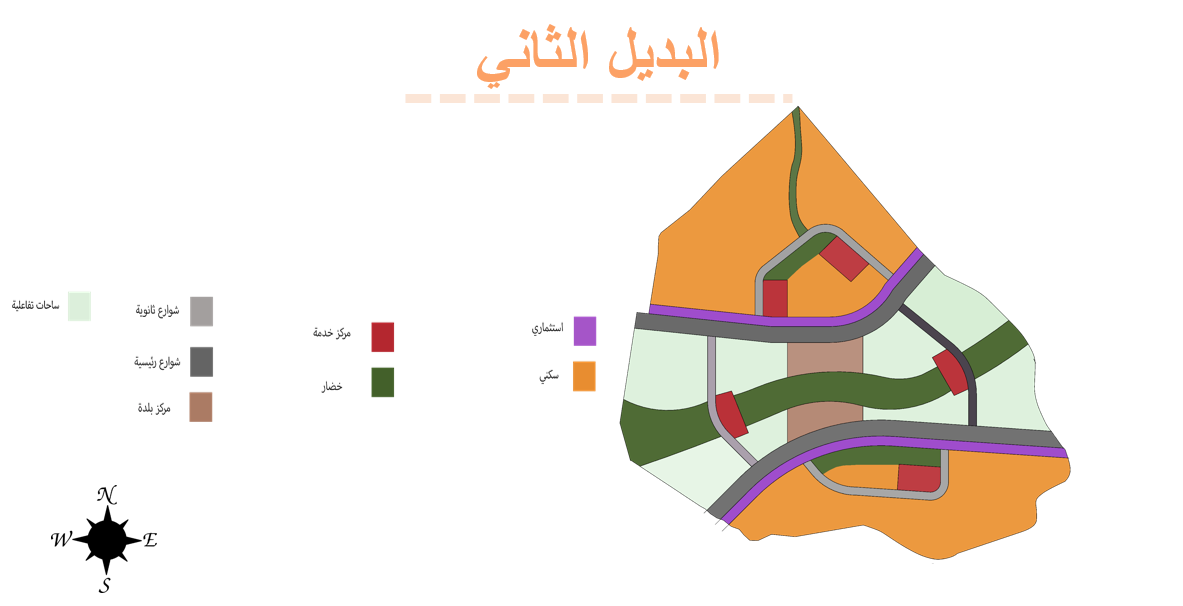 البديل الثاني
استثماري
سكني
مركز خدمة
خضار
شوارع ثانوية
شوارع رئيسية
مركز بلدة
ساحات تفاعلية
N
W E
S